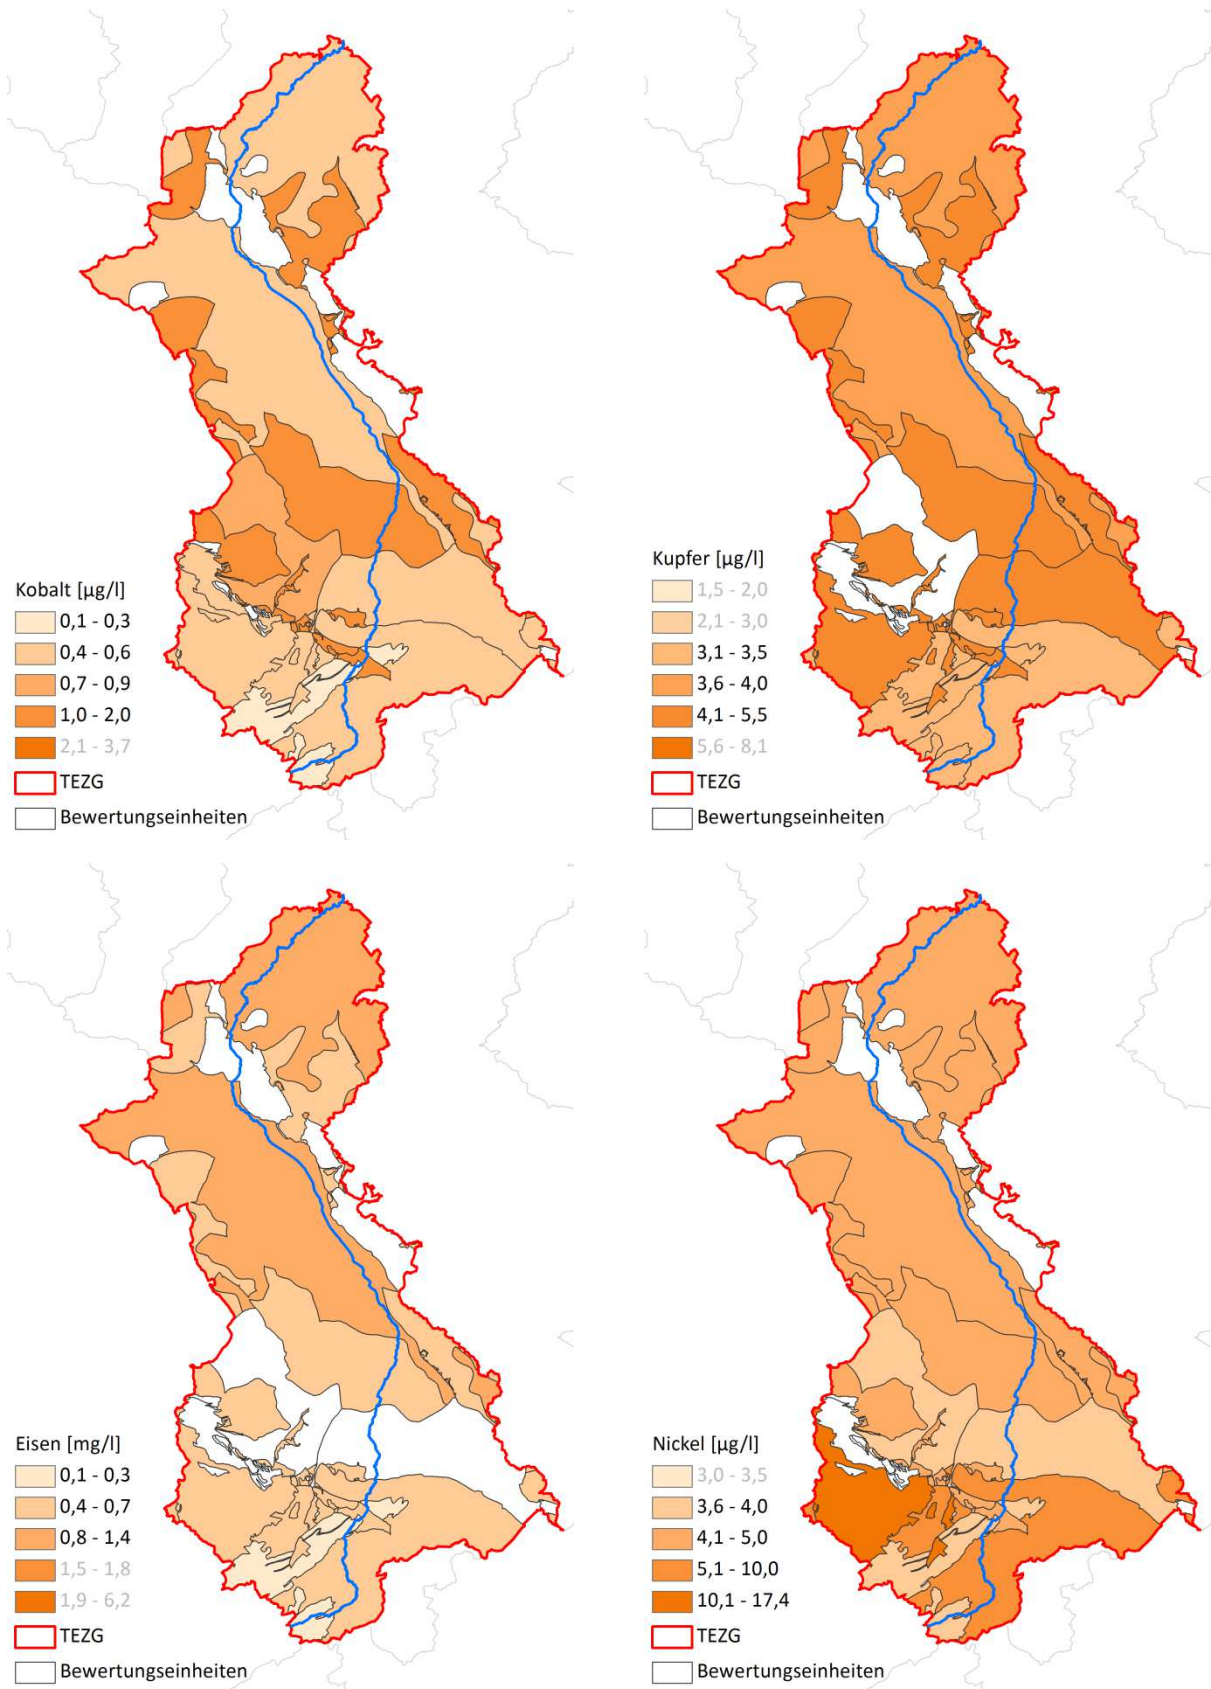 Kobalt [µg/l]
0,1 - 0,3
0,4 - 0,6
0,7 - 0,9
1,0 - 2,0
2,1 - 3,7
TEZG
Bewertungseinheiten
Kupfer [µg/l]
1,5 - 2,0
2,1 - 3,0
3,1 - 3,5
3,6 - 4,0
4,1 - 5,5
5,6 - 8,1
TEZG
Bewertungseinheiten
Eisen [mg/l]
0,1 - 0,3
0,4 - 0,7
0,8 - 1,4
1,5 - 1,8
1,9 - 6,2
TEZG
Bewertungseinheiten
Nickel [µg/l]
3,0 - 3,5
3,6 - 4,0
4,1 - 5,0
5,1 - 10,0
10,1 - 17,4
TEZG
Bewertungseinheiten